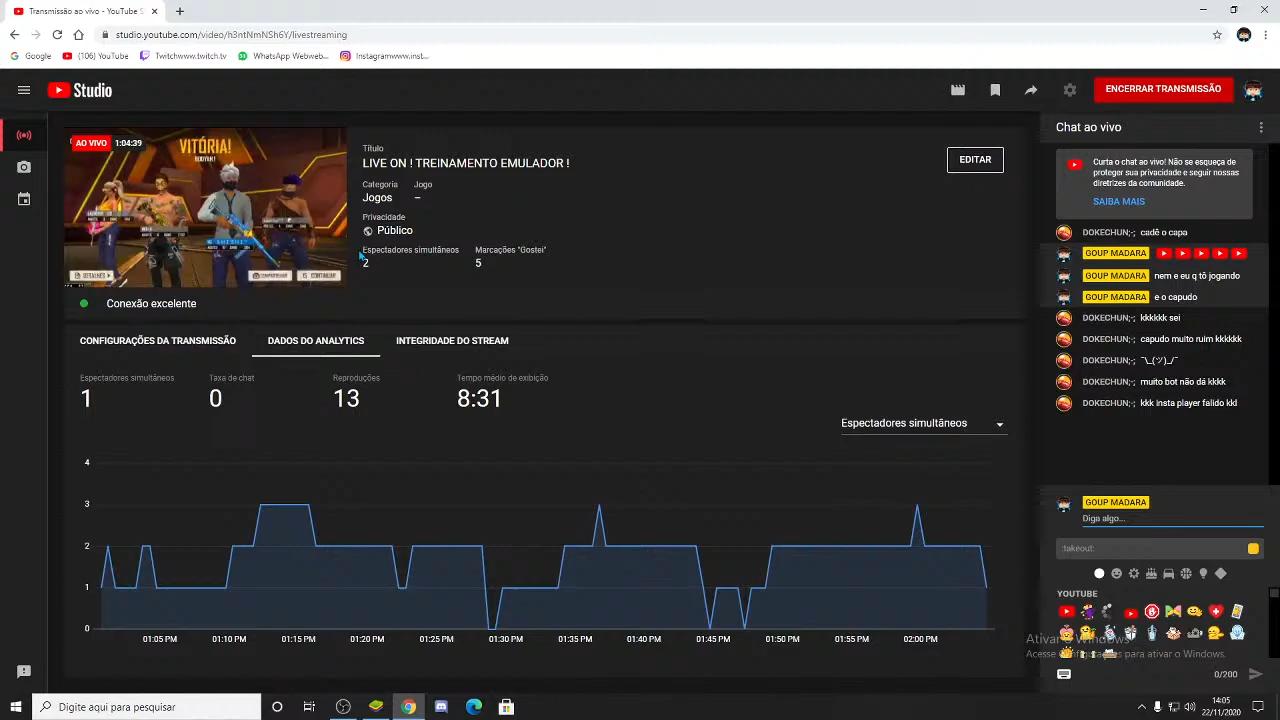 Transmissão ao vivo - YouTube S
studio.youtube.com/video/h3ntNmNSh6Y/livestreaming
Google
(106) YouTube
Twitchwww.twitch.tv
WhatsApp Webweb...
Instagramwww.inst...
Studio
ENCERRAR TRANSMISSÃO
AO VIVO 1:04:39
VITÓRIA!
BOOYAH!
DETALHES
COMPARTILHAR
CONTINUAR
Título
LIVE ON ! TREINAMENTO EMULADOR !
Categoria Jogo
Jogos –
Privacidade
Público
Espectadores simultâneos Marcações "Gostei"
2 5
EDITAR
Conexão excelente
CONFIGURAÇÕES DA TRANSMISSÃO DADOS DO ANALYTICS INTEGRIDADE DO STREAM
Espectadores simultâneos Taxa de chat Reproduções Tempo médio de exibição
1 0 13 8:31
Espectadores simultâneos
4
3
2
1
0
01:05 PM 01:10 PM 01:15 PM 01:20 PM 01:25 PM 01:30 PM 01:35 PM 01:40 PM 01:45 PM 01:50 PM 01:55 PM 02:00 PM
Chat ao vivo
Curta o chat ao vivo! Não se esqueça de
proteger sua privacidade e seguir nossas
diretrizes da comunidade.
SAIBA MAIS
DOKECHUN;-; cadê o capa
GOUP MADARA
GOUP MADARA nem e eu q tô jogando
GOUP MADARA e o capudo
DOKECHUN;-; kkkkkk sei
DOKECHUN;-; capudo muito ruim kkkkkk
DOKECHUN;-; ¯\_(ツ)_/¯
DOKECHUN;-; muito bot não dá kkkk
DOKECHUN;-; kkk insta player falido kkl
GOUP MADARA
Diga algo...
:takeout:
YOUTUBE
Ativar o Windows
Acesse Configurações para ativar o Windows.
0/200
Digite aqui para pesquisar
14:05
22/11/2020